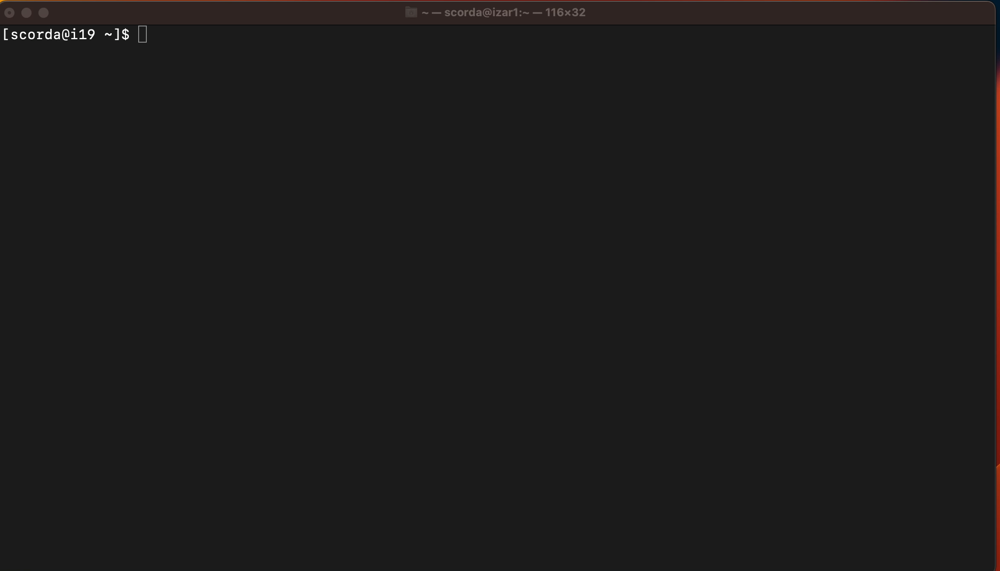 ~ — scorda@izar1:~ — 116×32
[scorda@i19 ~]$